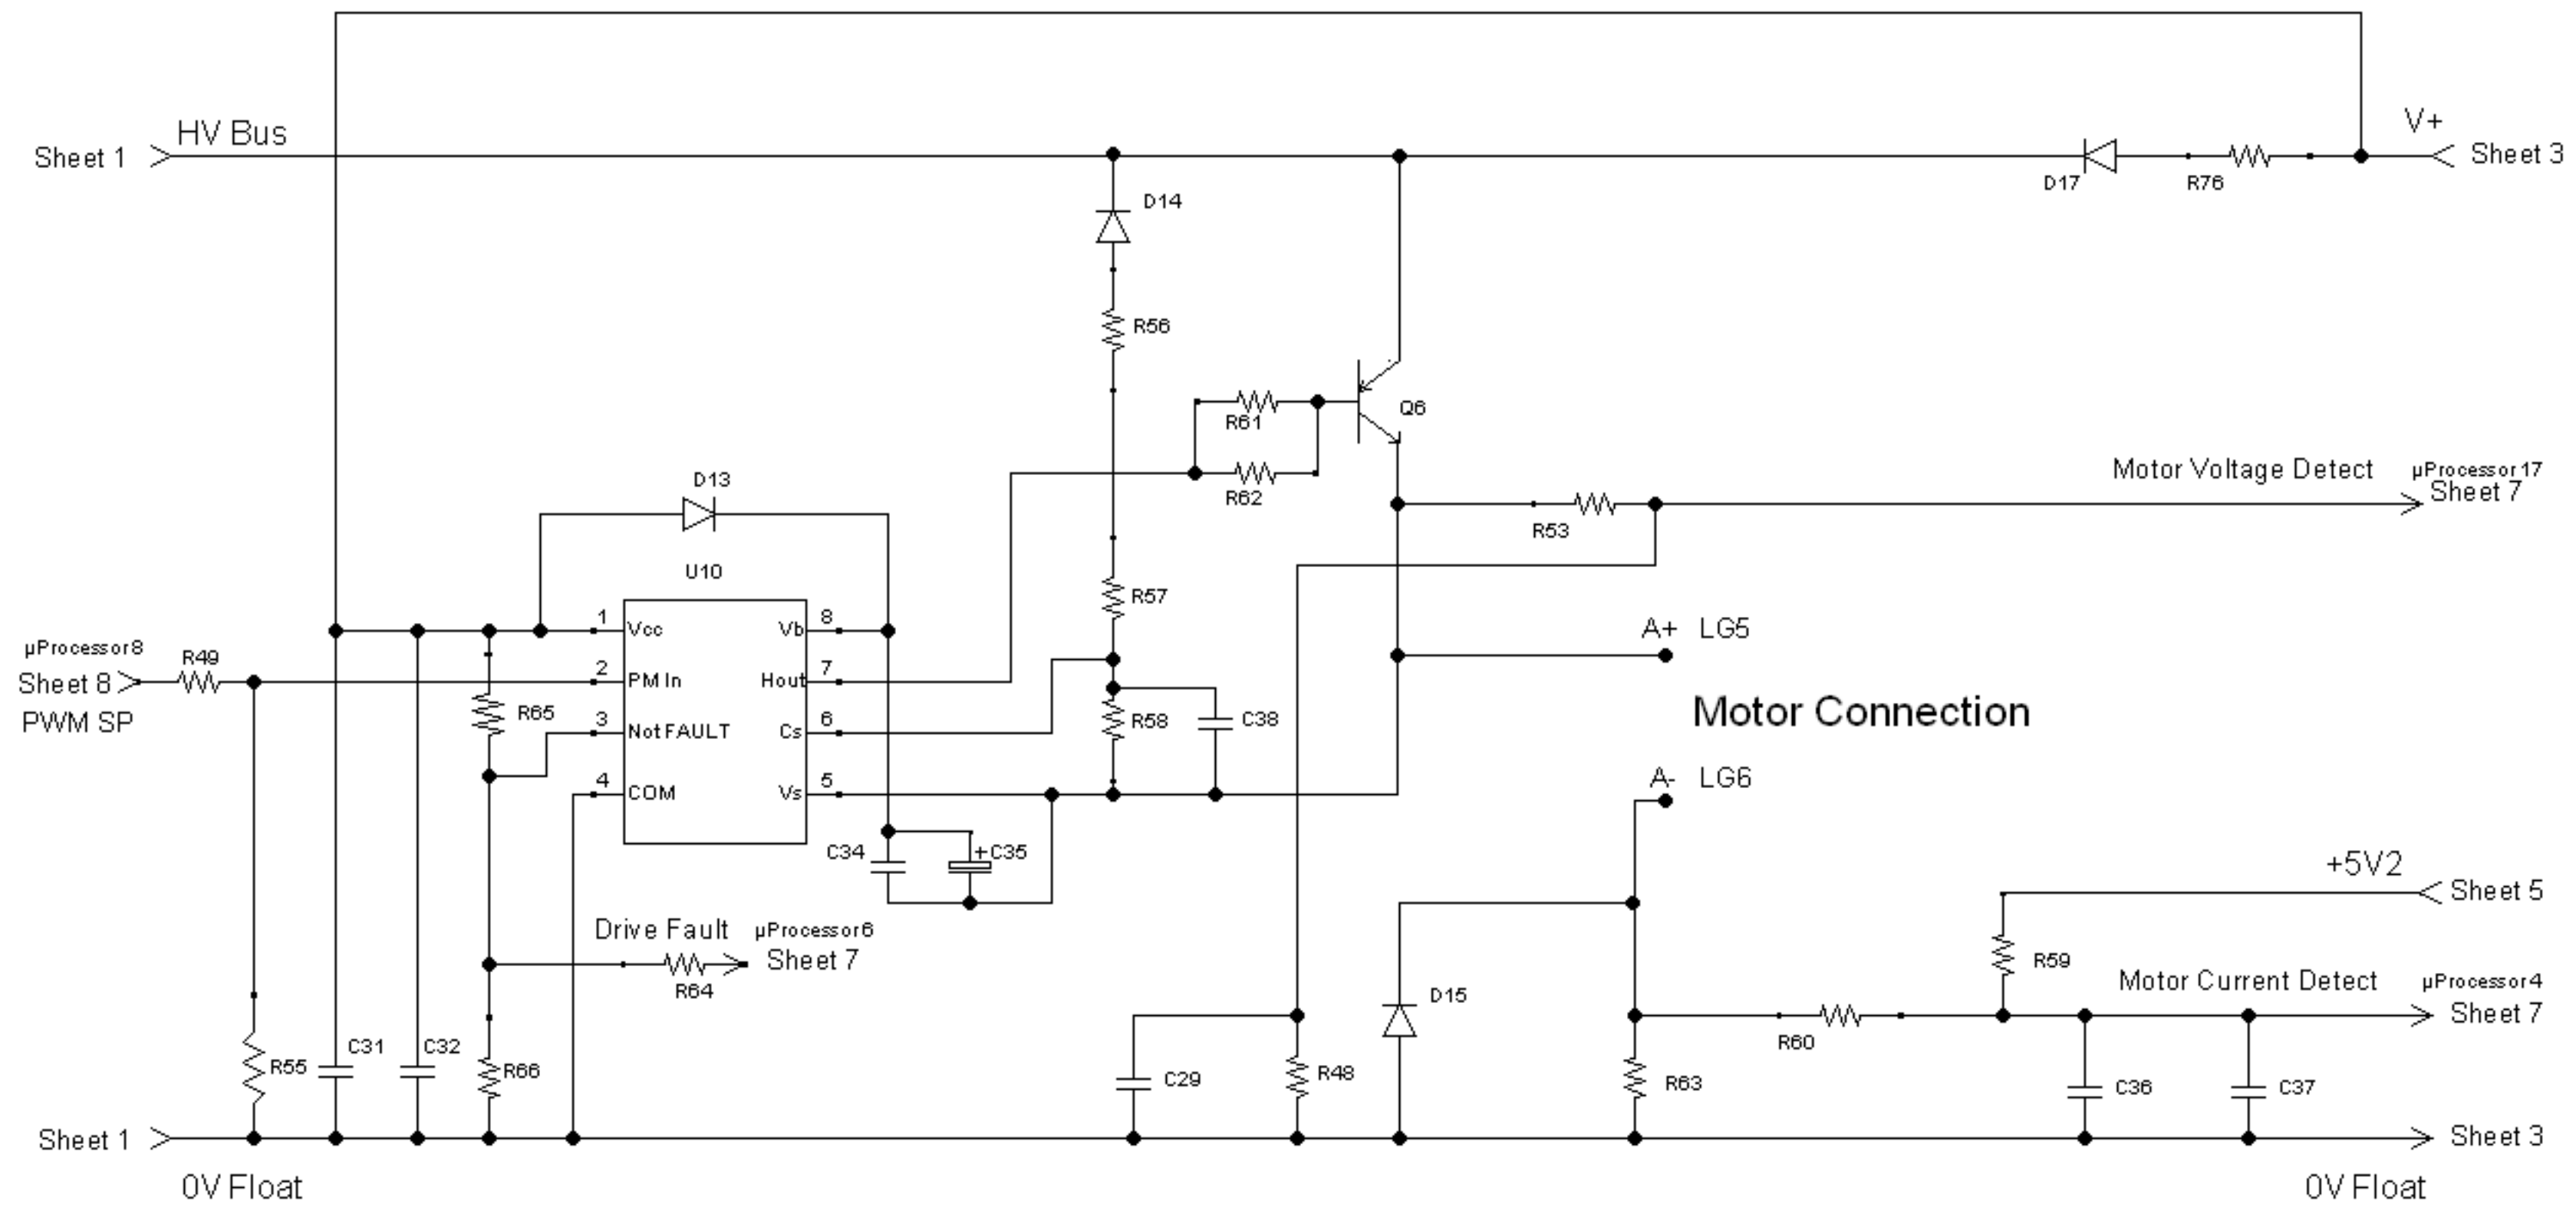 HV Bus
Sheet 1
V+
Sheet 3
D17
R76
D14
R56
R61
Q6
R62
Motor Voltage Detect
µProcessor17
Sheet 7
R53
D13
U10
R57
1
Vcc
Vb
8
2
PM In
Hout
7
3
Not FAULT
Cs
6
4
COM
Vs
5
µProcessor8
Sheet 8
PWM SP
R49
R65
R58
C38
A+ LG5
Motor Connection
A- LG6
C34
+C35
+5V2
Sheet 5
Drive Fault
µProcessor6
Sheet 7
R64
R59
Motor Current Detect
µProcessor4
Sheet 7
D15
R60
R55
C31
C32
R66
C29
R48
R63
C36
C37
Sheet 1
Sheet 3
0V Float
0V Float